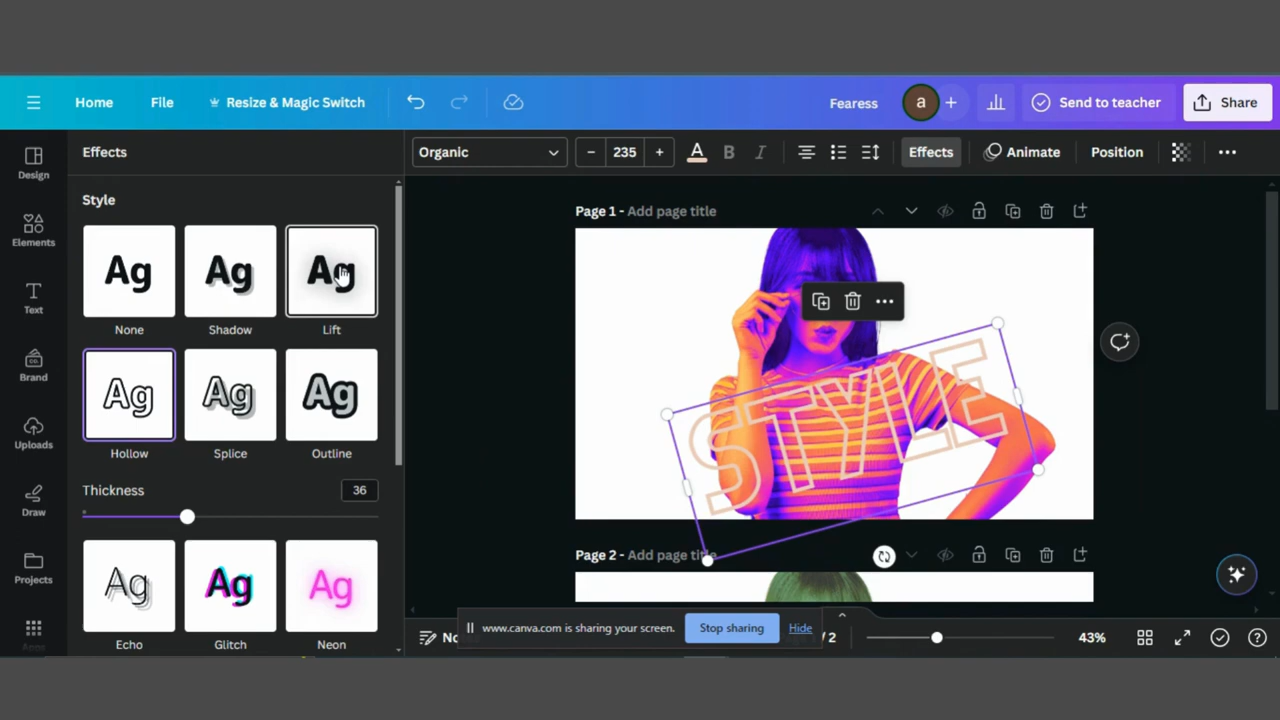 Home File Resize & Magic Switch Fearess a Send to teacher Share
Effects
Organic 235 A B I Effects Animate Position
Design
Elements
Text
Brand
Uploads
Draw
Projects
Apps
Style
Ag Ag Ag
None Shadow Lift
Ag Ag Ag
Hollow Splice Outline
Thickness 36
Ag Ag Ag
Echo Glitch Neon
Page 1 - Add page title
STYLE
Page 2 - Add page title
www.canva.com is sharing your screen. Stop sharing Hide
/ 2 43%